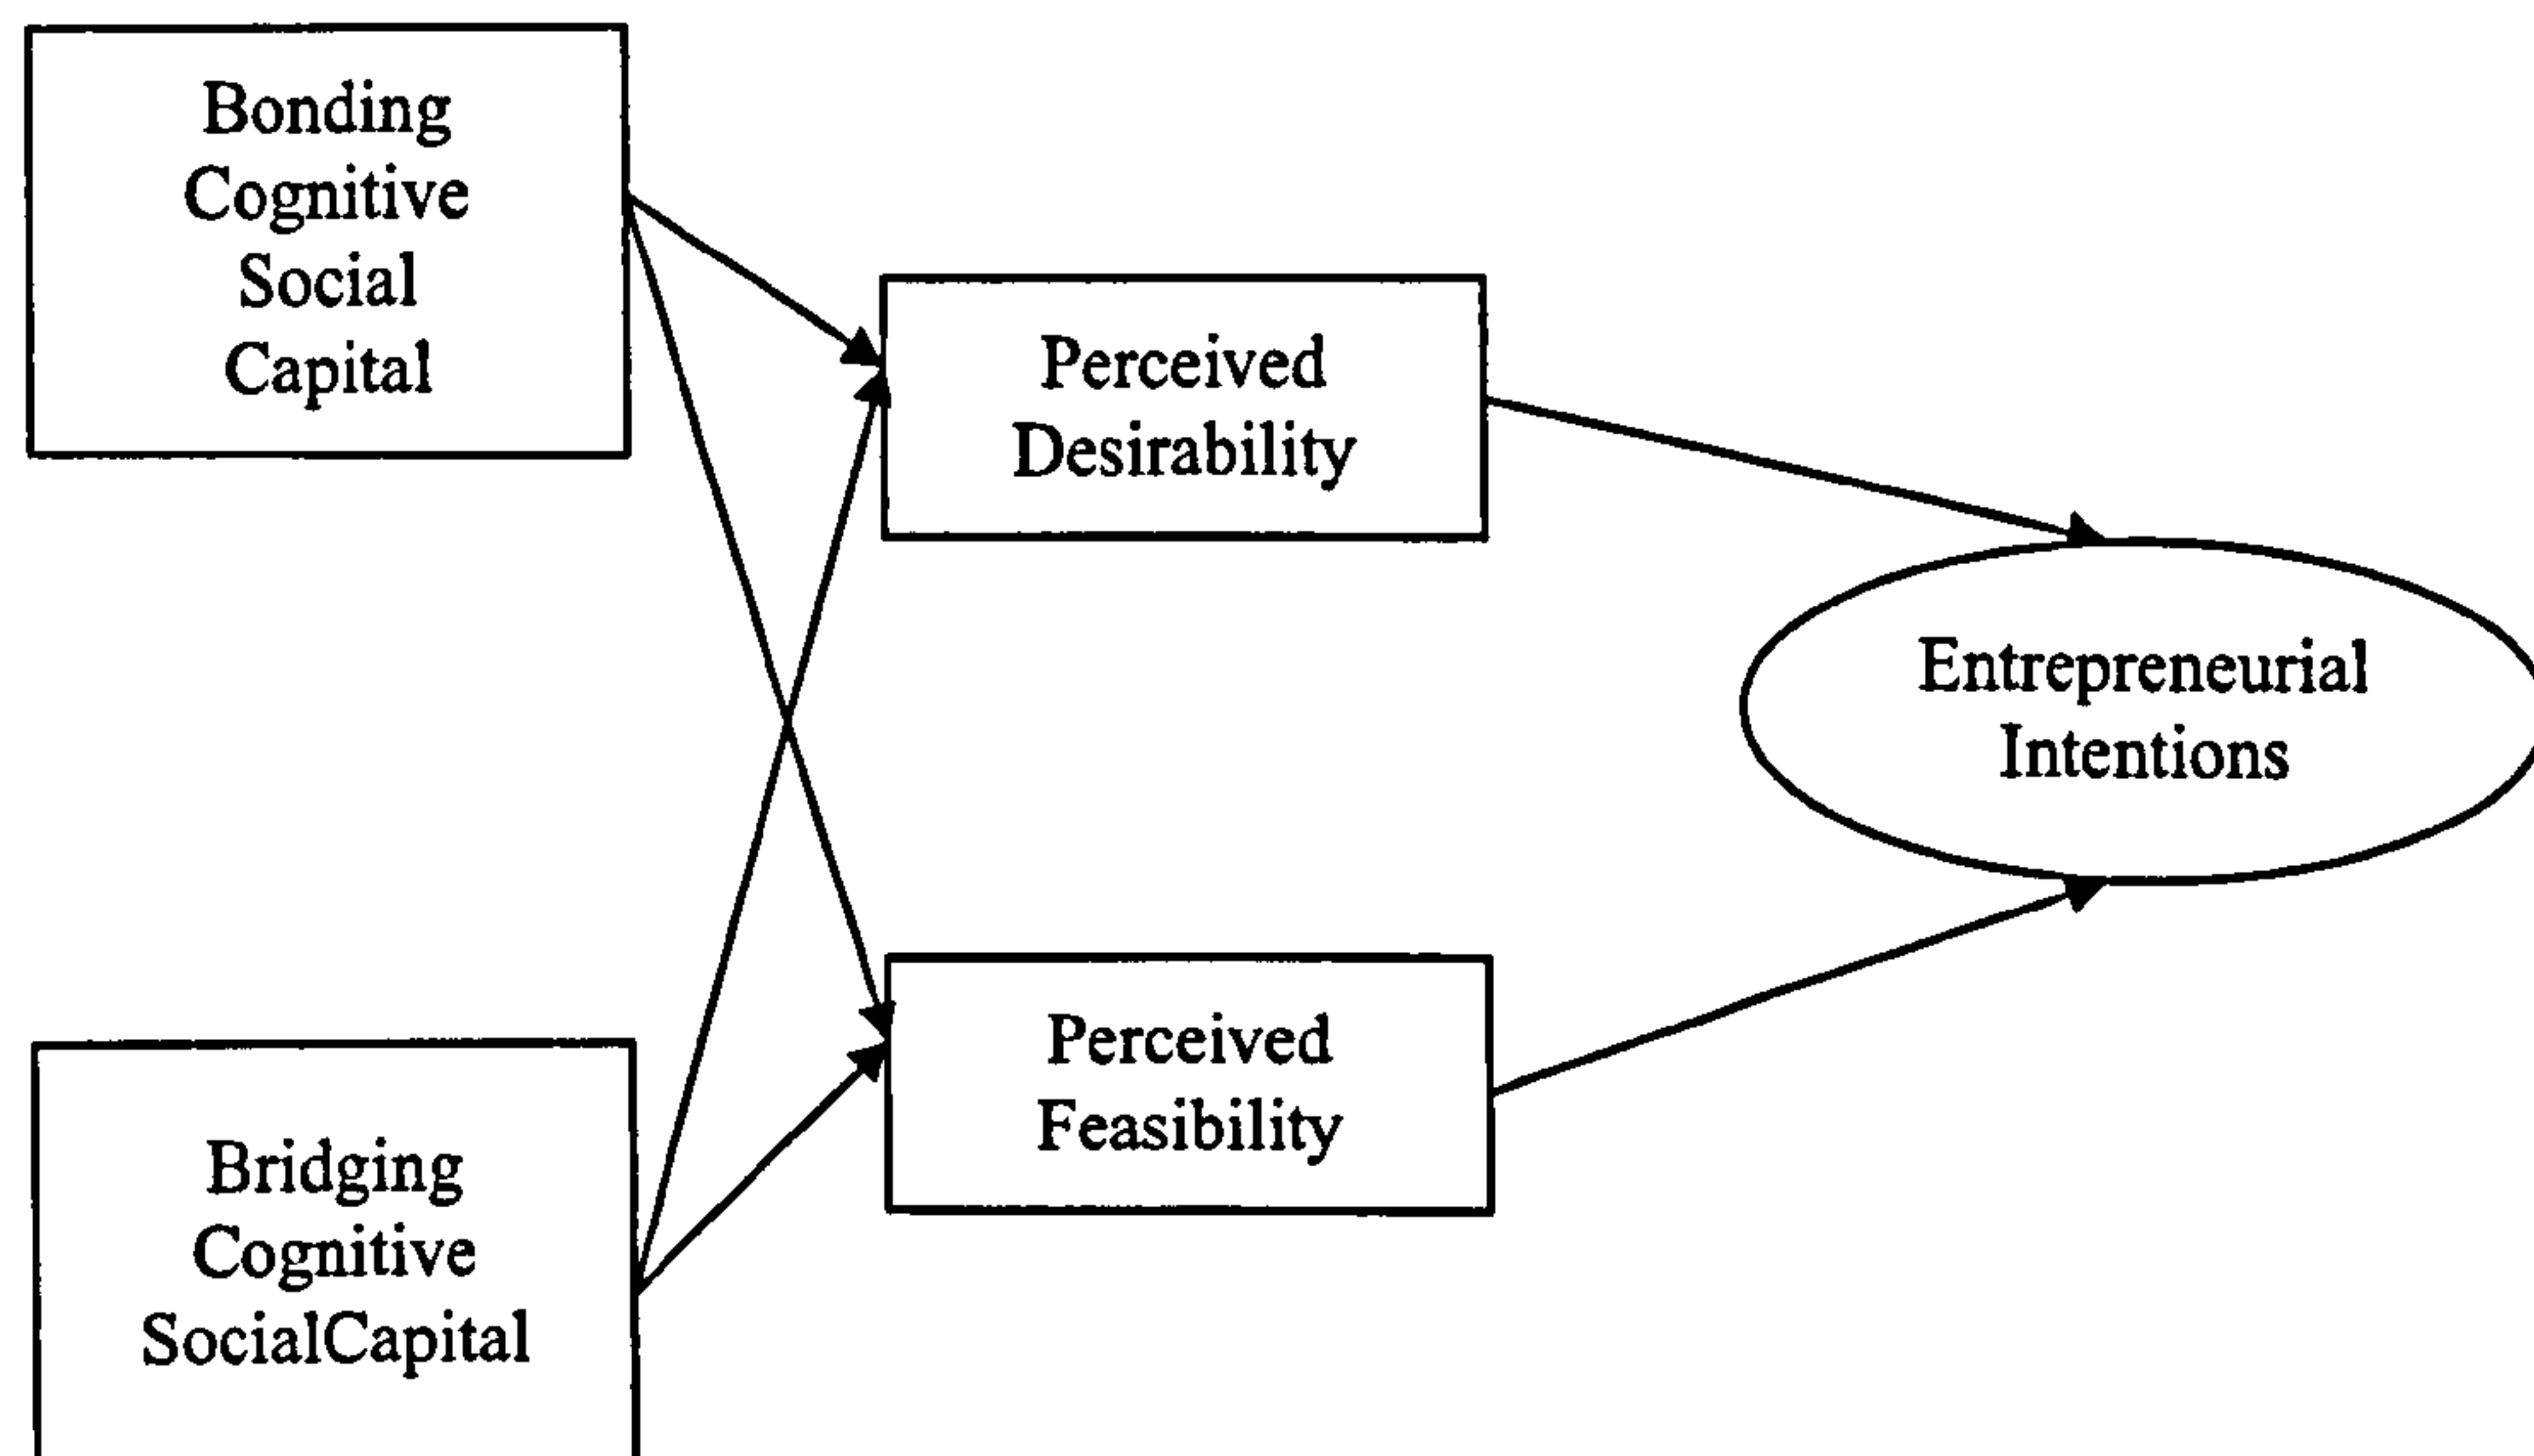 Bonding
Cognitive
Social
Capital
Perceived
Desirability
Entrepreneurial
Intentions
Perceived
Feasibility
Bridging
Cognitive
SocialCapital